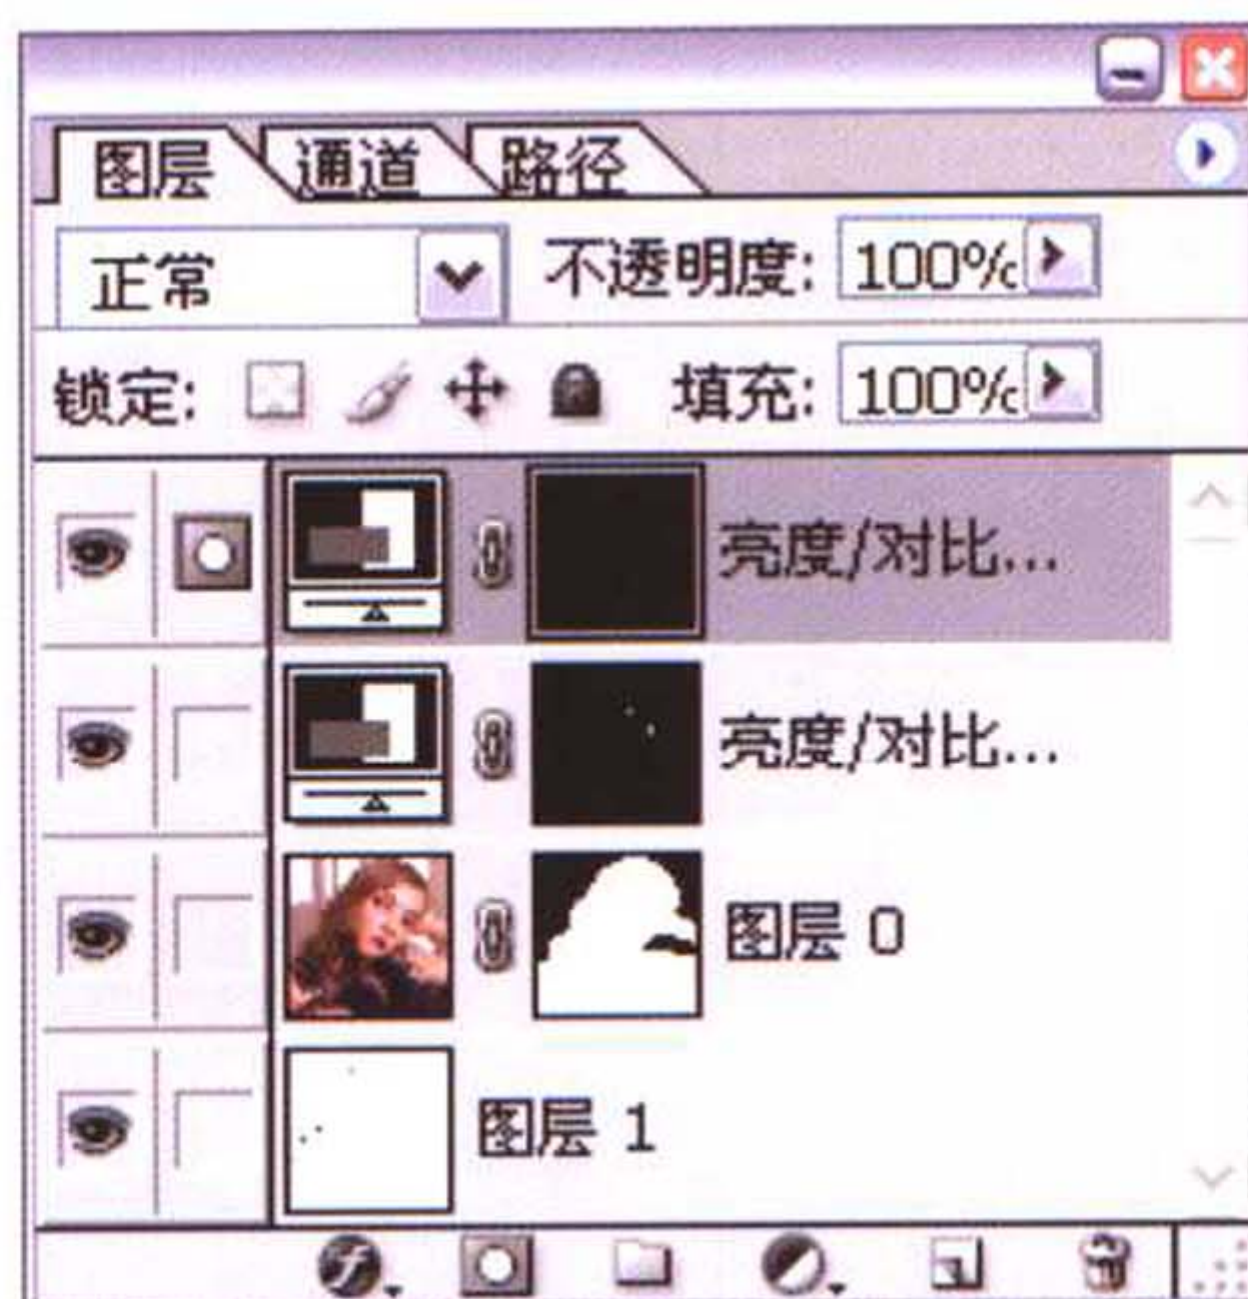 图层 通道 路径
正常 不透明度: 100%
锁定: 填充: 100%
亮度/对比...
亮度/对比...
图层 0
图层 1